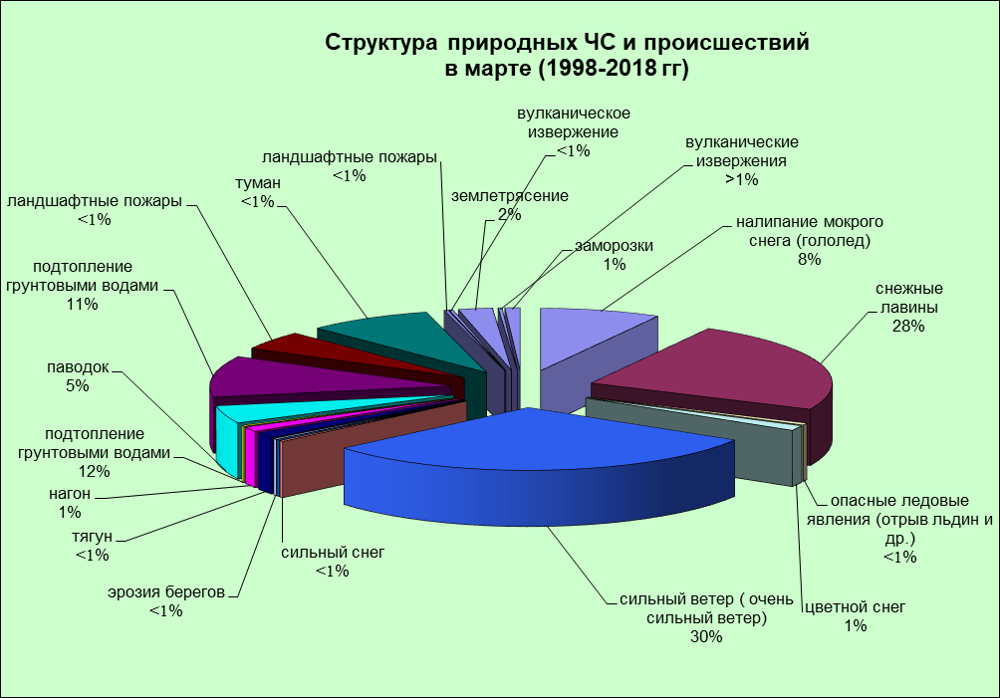 Структура природных ЧС и происшествий
в марте (1998-2018 гг)
вулканическое
извержение
<1%
вулканические
извержения
>1%
ландшафтные пожары
<1%
туман
<1%
землетрясение
2%
ландшафтные пожары
<1%
заморозки
1%
налипание мокрого
снега (гололед)
8%
подтопление
грунтовыми водами
11%
снежные
лавины
28%
паводок
5%
подтопление
грунтовыми водами
12%
нагон
1%
опасные ледовые
явления (отрыв льдин и
др.)
<1%
тягун
<1%
сильный снег
<1%
эрозия берегов
<1%
сильный ветер ( очень
сильный ветер)
30%
цветной снег
1%